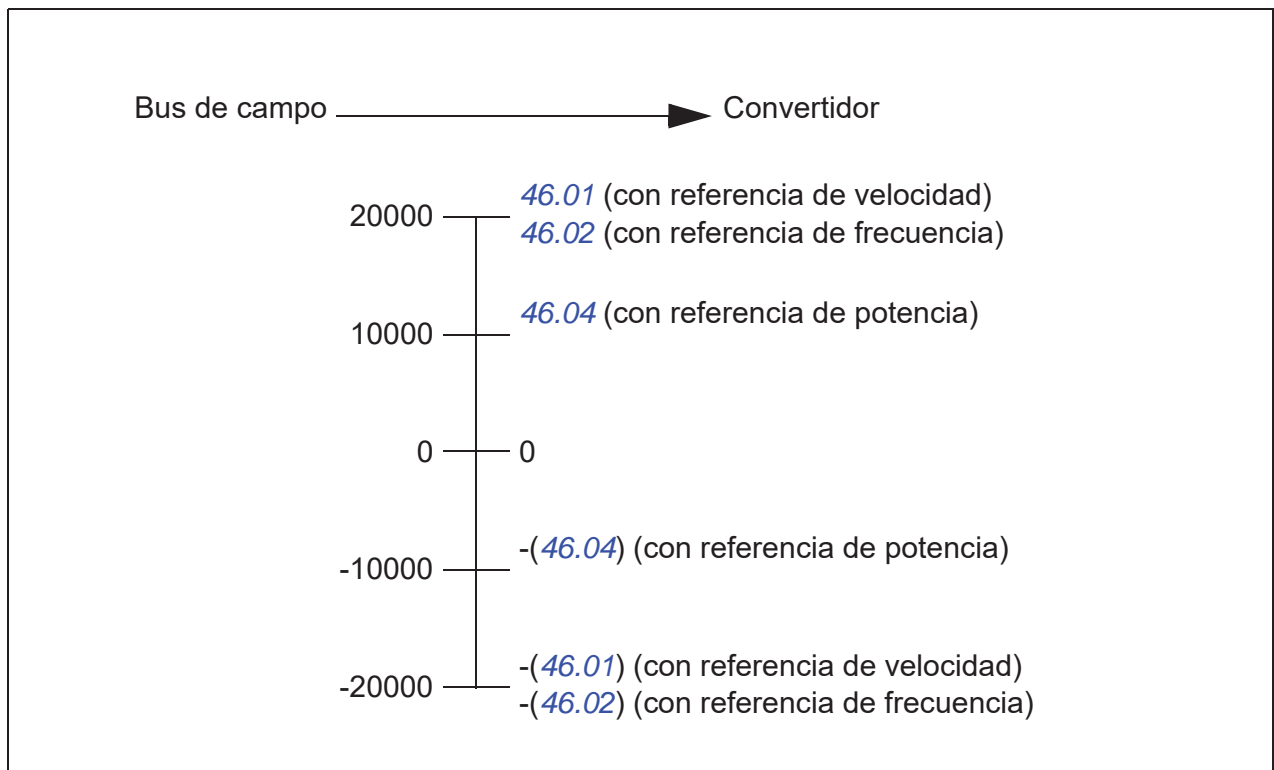 Bus de campo Convertidor
46.01 (con referencia de velocidad)
20000
46.02 (con referencia de frecuencia)
46.04 (con referencia de potencia)
10000
0 0
-(46.04) (con referencia de potencia)
-10000
-(46.01) (con referencia de velocidad)
-20000
-(46.02) (con referencia de frecuencia)